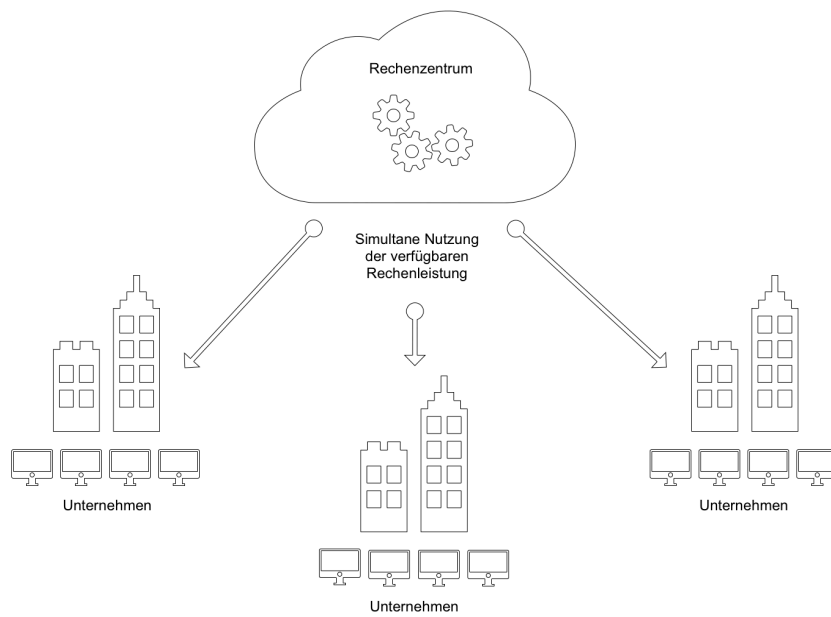 Rechenzentrum
Simultane Nutzung
der verfügbaren
Rechenleistung
Unternehmen
Unternehmen
Unternehmen